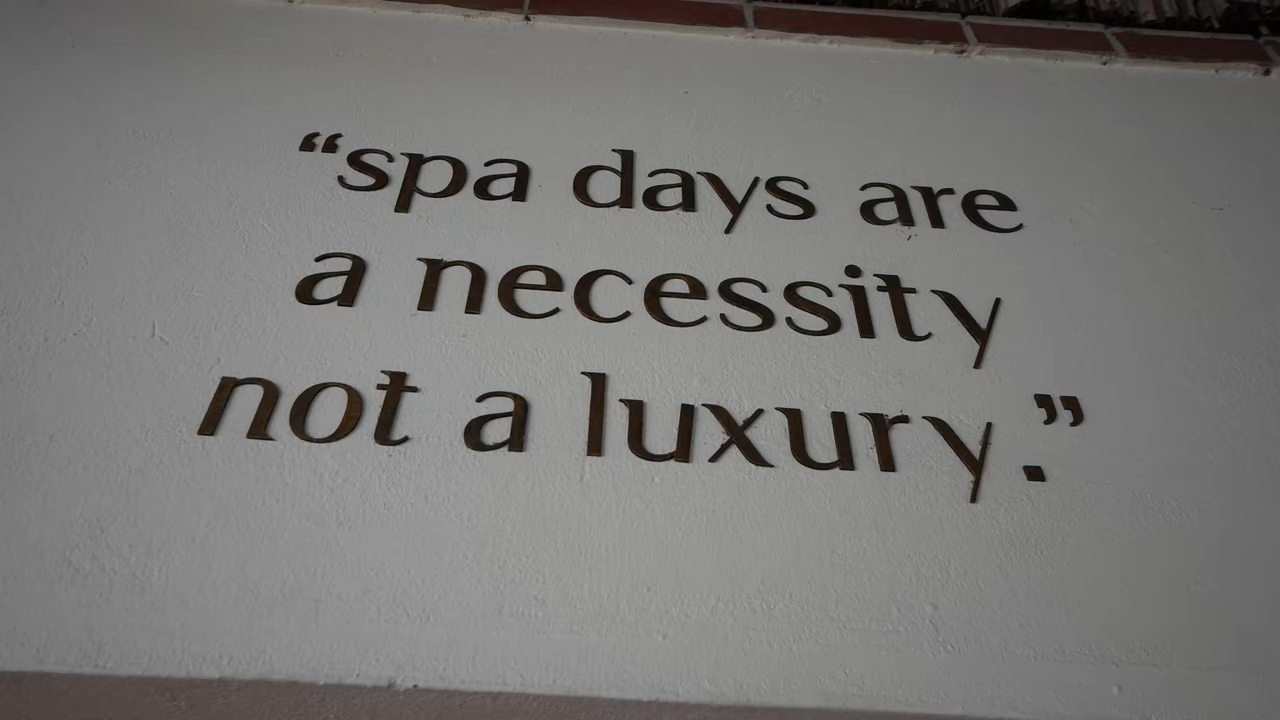 “spa days are
a necessity
not a luxury.”